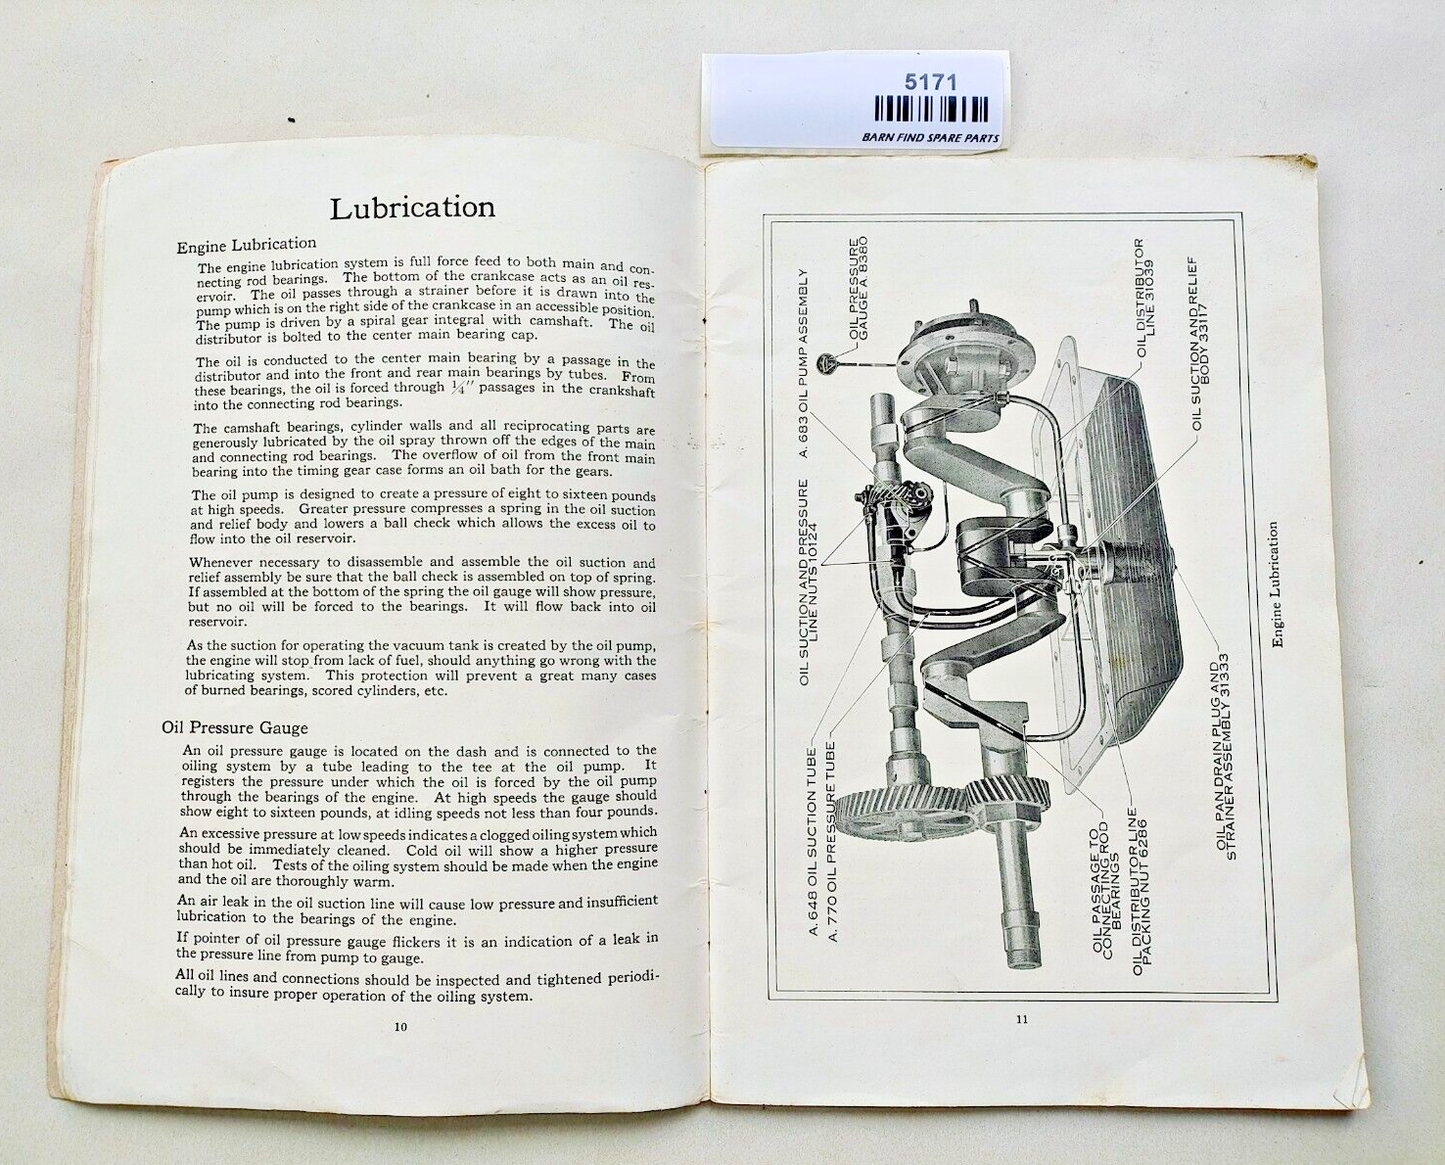 5171
BARN FIND SPARE PARTS
Lubrication
Engine Lubrication
The engine lubrication system is full force feed to both main and con-
necting rod bearings. The bottom of the crankcase acts as an oil res-
ervoir. The oil passes through a strainer before it is drawn into the
pump which is on the right side of the crankcase in an accessible position.
The pump is driven by a spiral gear integral with camshaft. The oil
distributor is bolted to the center main bearing cap.
The oil is conducted to the center main bearing by a passage in the
distributor and into the front and rear main bearings by tubes. From
these bearings, the oil is forced through ¼" passages in the crankshaft
into the connecting rod bearings.
The camshaft bearings, cylinder walls and all reciprocating parts are
generously lubricated by the oil spray thrown off the edges of the main
and connecting rod bearings. The overflow of oil from the front main
bearing into the timing gear case forms an oil bath for the gears.
The oil pump is designed to create a pressure of eight to sixteen pounds
at high speeds. Greater pressure compresses a spring in the oil suction
and relief body and lowers a ball check which allows the excess oil to
flow into the oil reservoir.
Whenever necessary to disassemble and assemble the oil suction and
relief assembly be sure that the ball check is assembled on top of spring.
If assembled at the bottom of the spring the oil gauge will show pressure,
but no oil will be forced to the bearings. It will flow back into oil
reservoir.
As the suction for operating the vacuum tank is created by the oil pump,
the engine will stop from lack of fuel, should anything go wrong with the
lubricating system. This protection will prevent a great many cases
of burned bearings, scored cylinders, etc.
Oil Pressure Gauge
An oil pressure gauge is located on the dash and is connected to the
oiling system by a tube leading to the tee at the oil pump. It
registers the pressure under which the oil is forced by the oil pump
through the bearings of the engine. At high speeds the gauge should
show eight to sixteen pounds, at idling speeds not less than four pounds.
An excessive pressure at low speeds indicates a clogged oiling system which
should be immediately cleaned. Cold oil will show a higher pressure
than hot oil. Tests of the oiling system should be made when the engine
and the oil are thoroughly warm.
An air leak in the oil suction line will cause low pressure and insufficient
lubrication to the bearings of the engine.
If pointer of oil pressure gauge flickers it is an indication of a leak in
the pressure line from pump to gauge.
All oil lines and connections should be inspected and tightened periodi-
cally to insure proper operation of the oiling system.
10
A. 648 OIL SUCTION TUBE
A. 770 OIL PRESSURE TUBE
OIL SUCTION AND PRESSURE
LINE NUTS 10124
A. 683 OIL PUMP ASSEMBLY
OIL PRESSURE
GAUGE A. 8380
OIL PASSAGE TO
CONNECTING ROD
BEARINGS
OIL DISTRIBUTOR LINE
PACKING NUT 6286
OIL PAN DRAIN PLUG AND
STRAINER ASSEMBLY 31333
OIL DISTRIBUTOR
LINE 31039
OIL SUCTION AND RELIEF
BODY 33117
Engine Lubrication
11